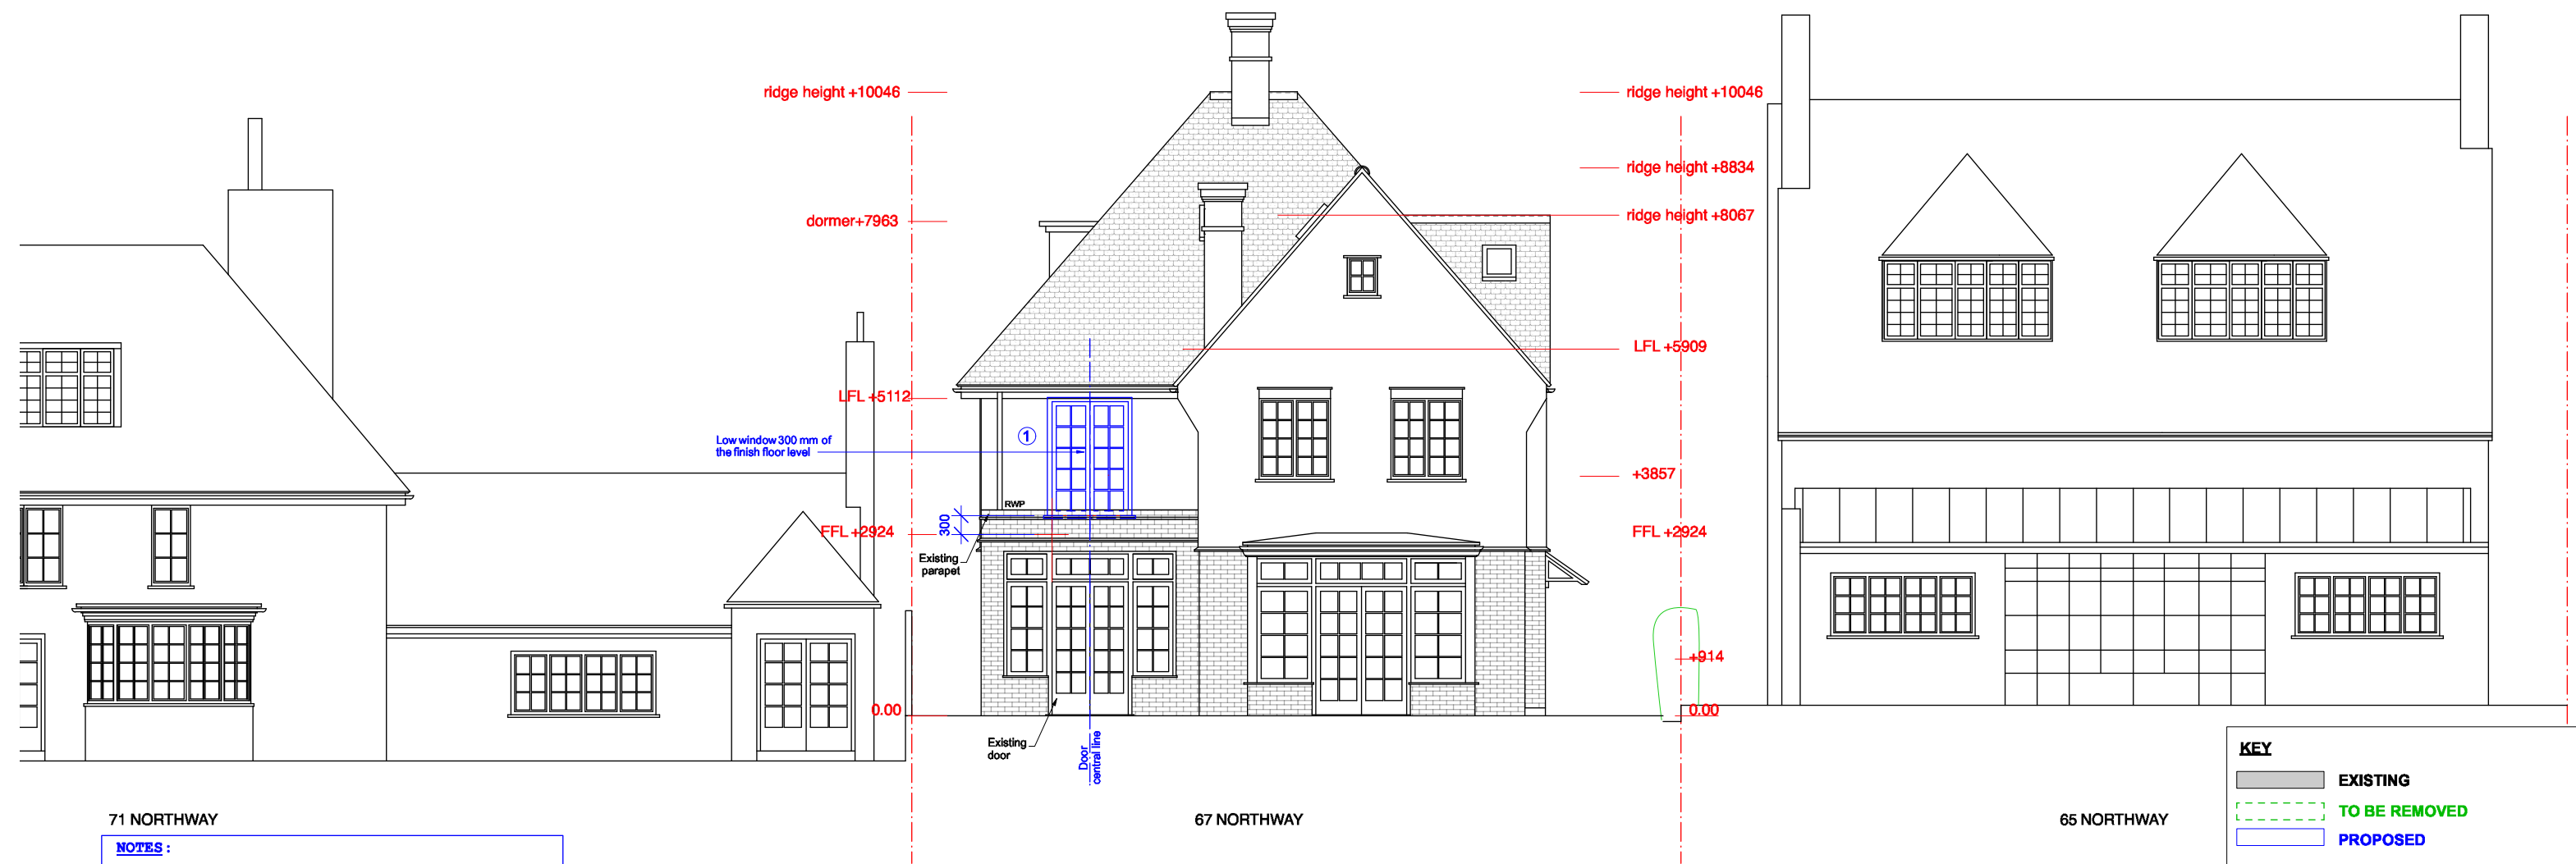 ridge height +10046
ridge height +10046
ridge height +8834
dormer+7963
ridge height +8067
LFL +5909
LFL +5112
1
Low window 300 mm of
the finish floor level
+3857
RWP
300
FFL +2924
FFL +2924
Existing
parapet
+914
0.00
0.00
Existing
door
Door
central line
KEY
EXISTING
TO BE REMOVED
PROPOSED
71 NORTHWAY
67 NORTHWAY
65 NORTHWAY
NOTES :